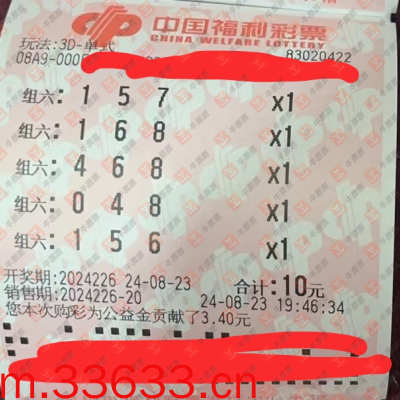 中国福利彩票
CHINA WELFARE LOTTERY
玩法:3D-单式
08A9-000 83020422
组六: 1 5 7 x1
组六: 1 6 8 x1
组六: 4 6 8 x1
组六: 0 4 8 x1
组六: 1 5 6 x1
开奖期:2024226 24-08-23 合计:10元
销售期:2024226-20 24-08-23 19:46:34
您本次购彩为公益金贡献了3.40元
m.33633.cn